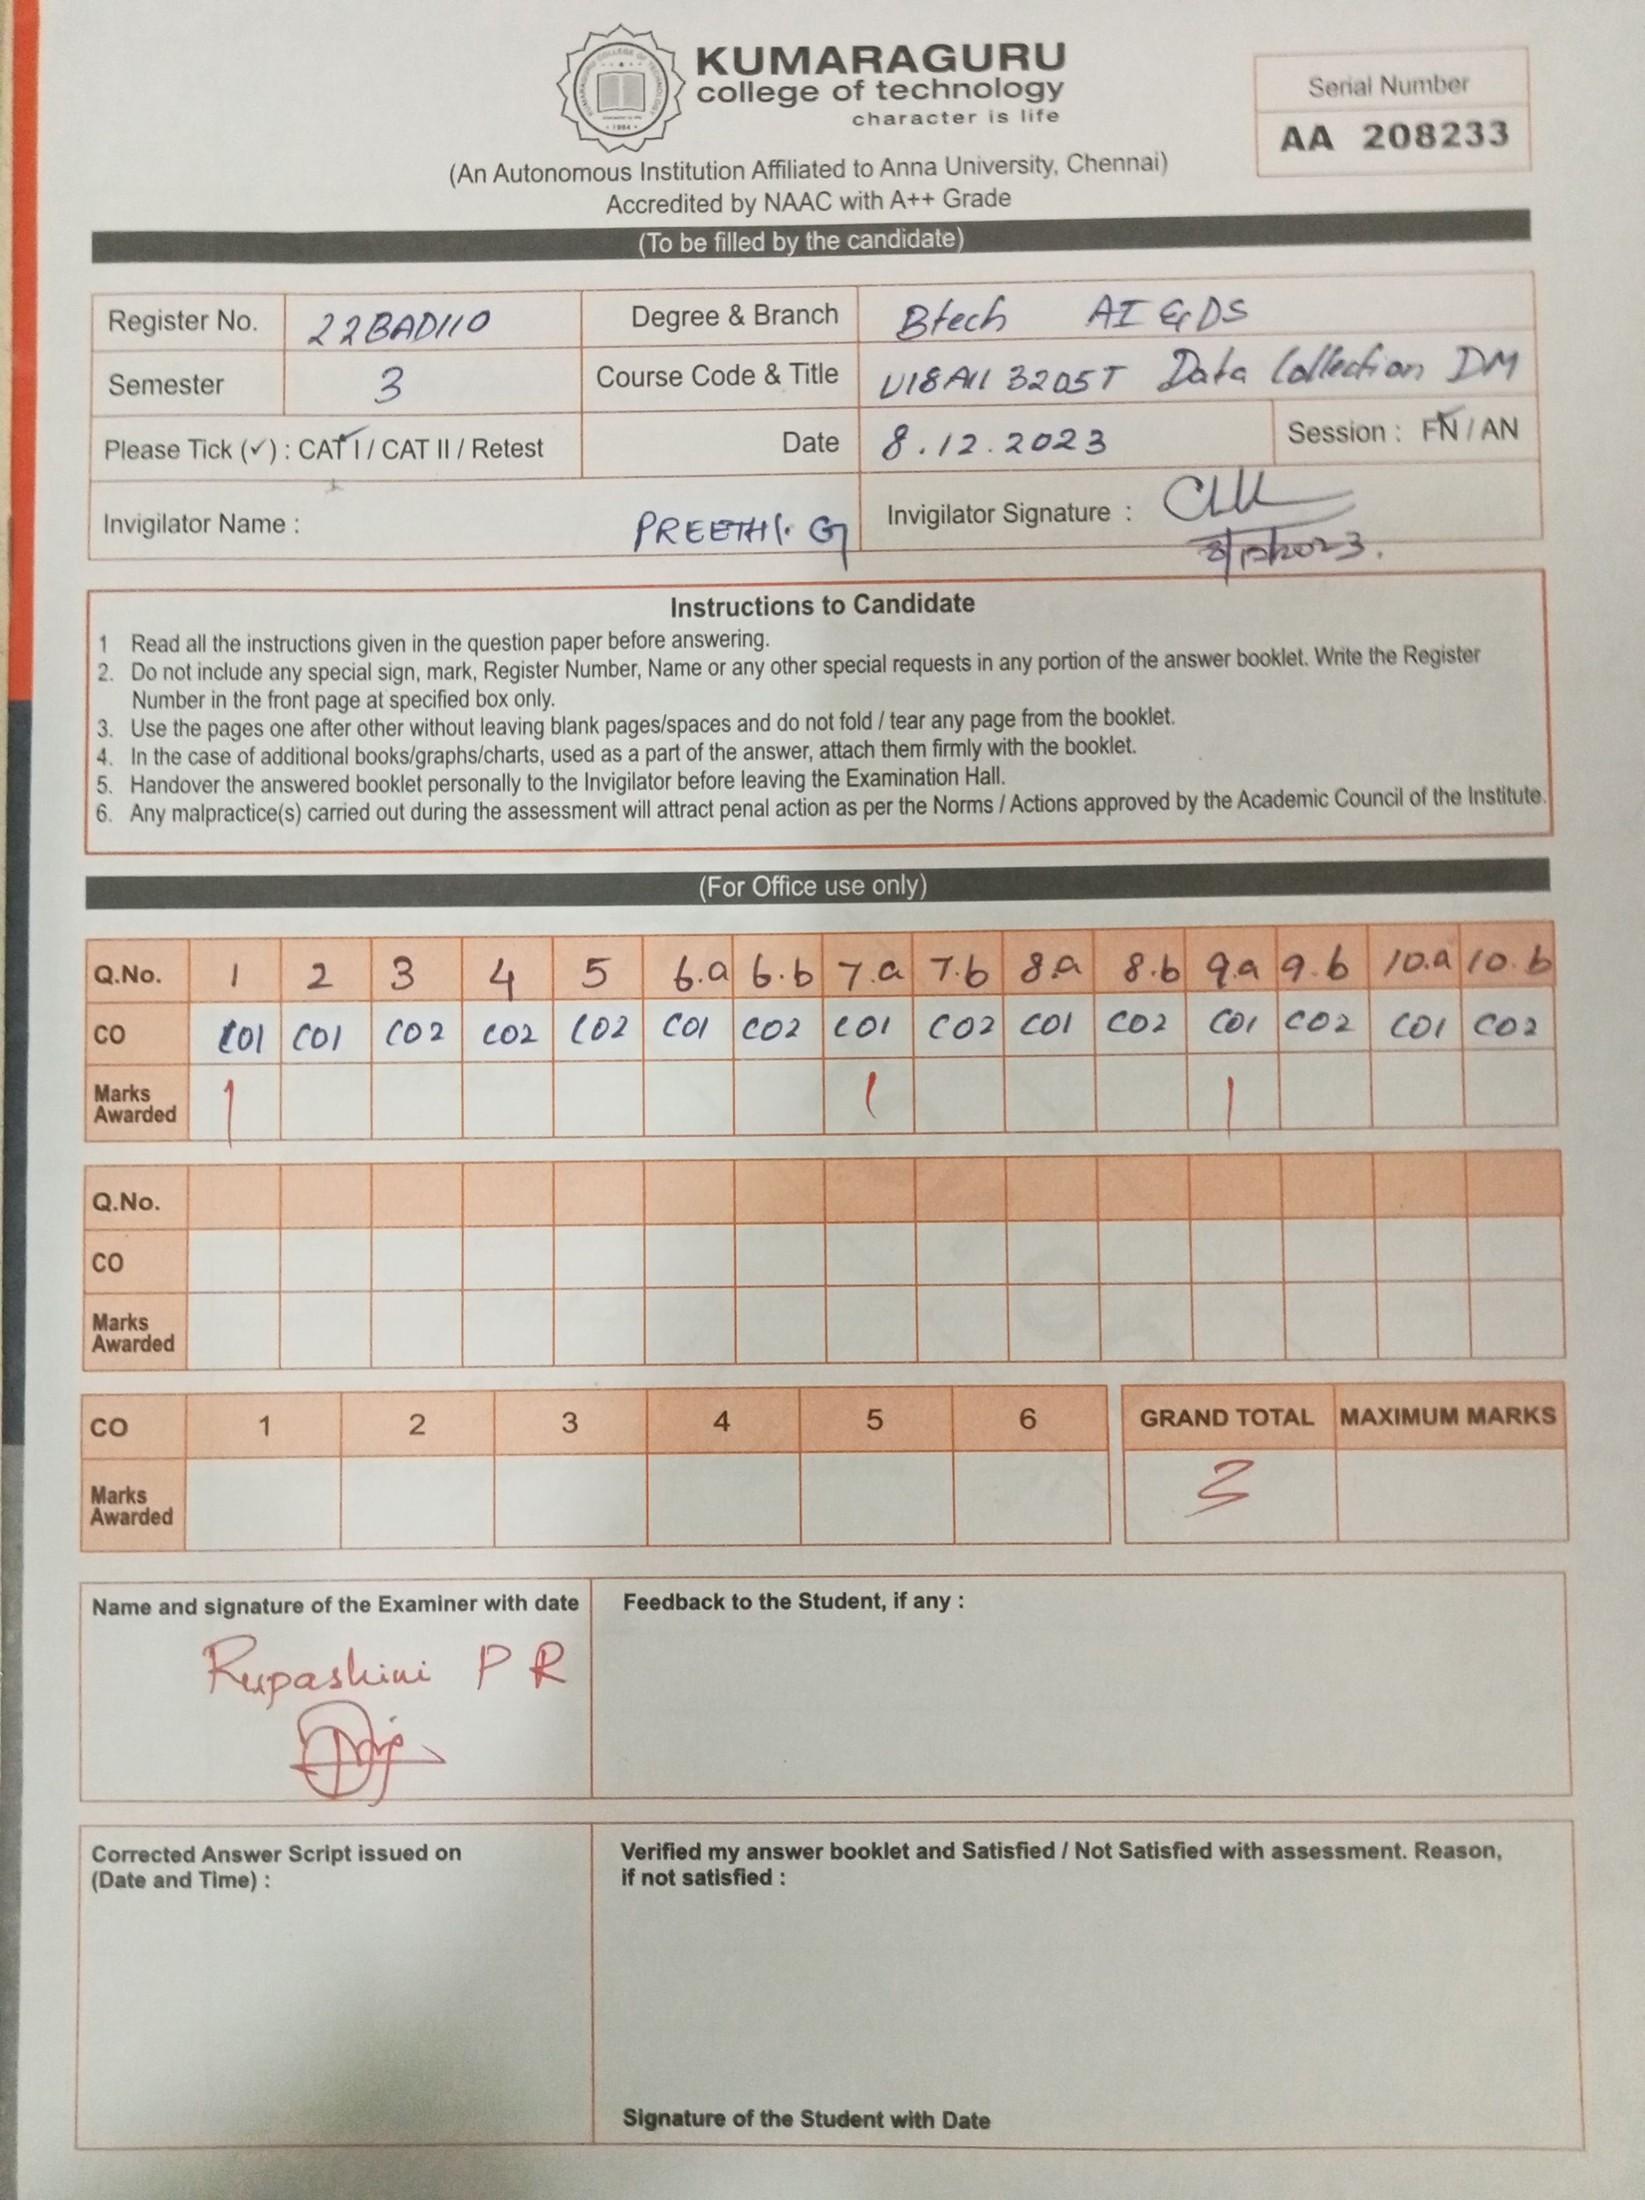 KUMARAGURU
college of technology
character is life
Serial Number
AA 208233
(An Autonomous Institution Affiliated to Anna University, Chennai)
Accredited by NAAC with A++ Grade
(To be filled by the candidate)
Register No. 22BAD110 Degree & Branch Btech AI & DS
Semester 3 Course Code & Title U18AII3205T Data Collection DM
Please Tick (✓) : CAT I / CAT II / Retest Date 8.12.2023 Session : FN / AN
Invigilator Name : PREETHI. G Invigilator Signature :
8/12/2023.
Instructions to Candidate
1 Read all the instructions given in the question paper before answering.
2. Do not include any special sign, mark, Register Number, Name or any other special requests in any portion of the answer booklet. Write the Register
Number in the front page at specified box only.
3. Use the pages one after other without leaving blank pages/spaces and do not fold / tear any page from the booklet.
4. In the case of additional books/graphs/charts, used as a part of the answer, attach them firmly with the booklet.
5. Handover the answered booklet personally to the Invigilator before leaving the Examination Hall.
6. Any malpractice(s) carried out during the assessment will attract penal action as per the Norms / Actions approved by the Academic Council of the Institute.
(For Office use only)
Q.No. 1 2 3 4 5 6.a 6.b 7.a 7.b 8.a 8.b 9.a 9.b 10.a 10.b
CO CO1 CO1 CO2 CO2 CO2 CO1 CO2 CO1 CO2 CO1 CO2 CO1 CO2 CO1 CO2
Marks
Awarded 1 1 1
Q.No.
CO
Marks
Awarded
CO 1 2 3 4 5 6 GRAND TOTAL MAXIMUM MARKS
Marks
Awarded 3
Name and signature of the Examiner with date Feedback to the Student, if any :
Rupashini P R
Corrected Answer Script issued on
(Date and Time) :
Verified my answer booklet and Satisfied / Not Satisfied with assessment. Reason,
if not satisfied :
Signature of the Student with Date